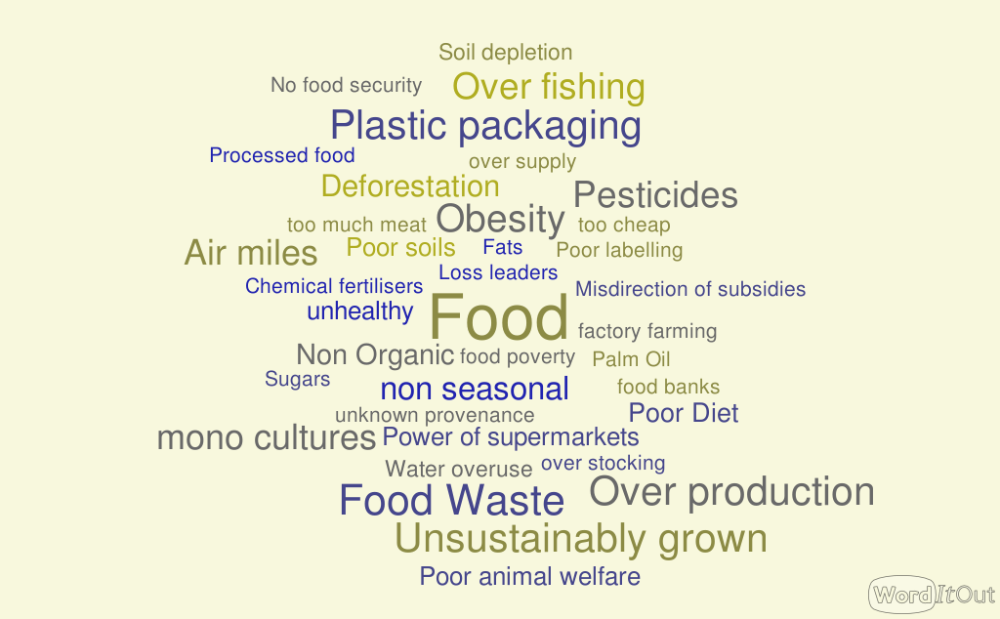 Soil depletion
No food security
Over fishing
Plastic packaging
Processed food
over supply
Deforestation
Pesticides
too much meat
Obesity
too cheap
Air miles
Poor soils
Fats
Poor labelling
Loss leaders
Chemical fertilisers
Misdirection of subsidies
unhealthy
Food
factory farming
Non Organic
food poverty
Palm Oil
Sugars
non seasonal
food banks
unknown provenance
Poor Diet
mono cultures
Power of supermarkets
Water overuse
over stocking
Food Waste
Over production
Unsustainably grown
Poor animal welfare
WordItOut